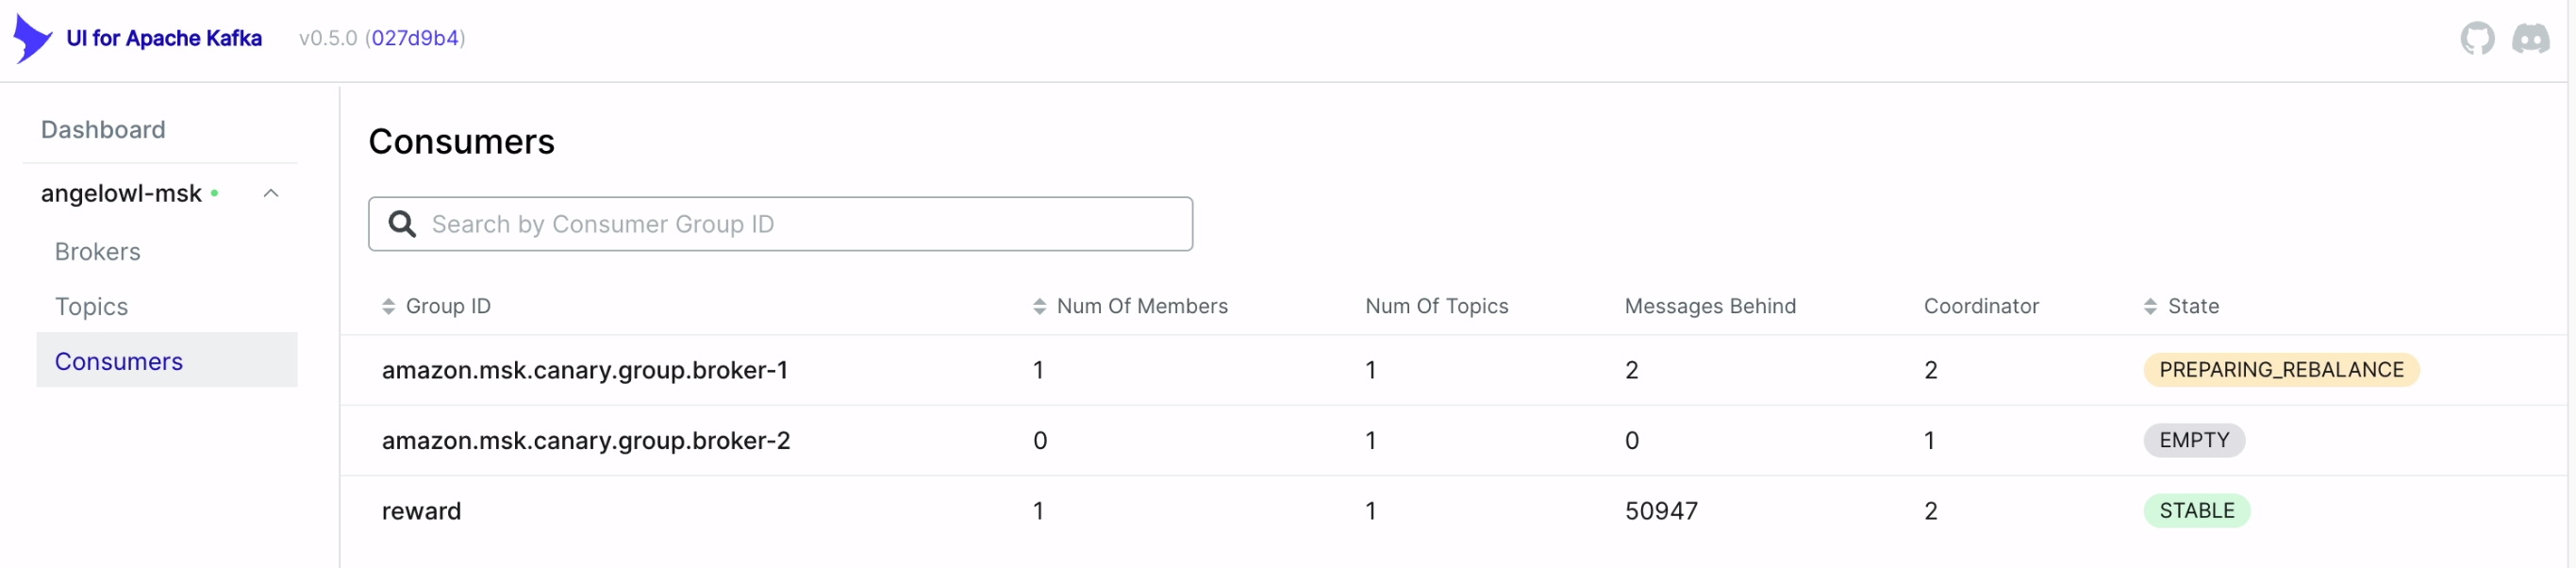 UI for Apache Kafka v0.5.0 (027d9b4)
Dashboard
angelowl-msk
Brokers
Topics
Consumers
Consumers
Search by Consumer Group ID
Group ID Num Of Members Num Of Topics Messages Behind Coordinator State
amazon.msk.canary.group.broker-1 1 1 2 2 PREPARING_REBALANCE
amazon.msk.canary.group.broker-2 0 1 0 1 EMPTY
reward 1 1 50947 2 STABLE